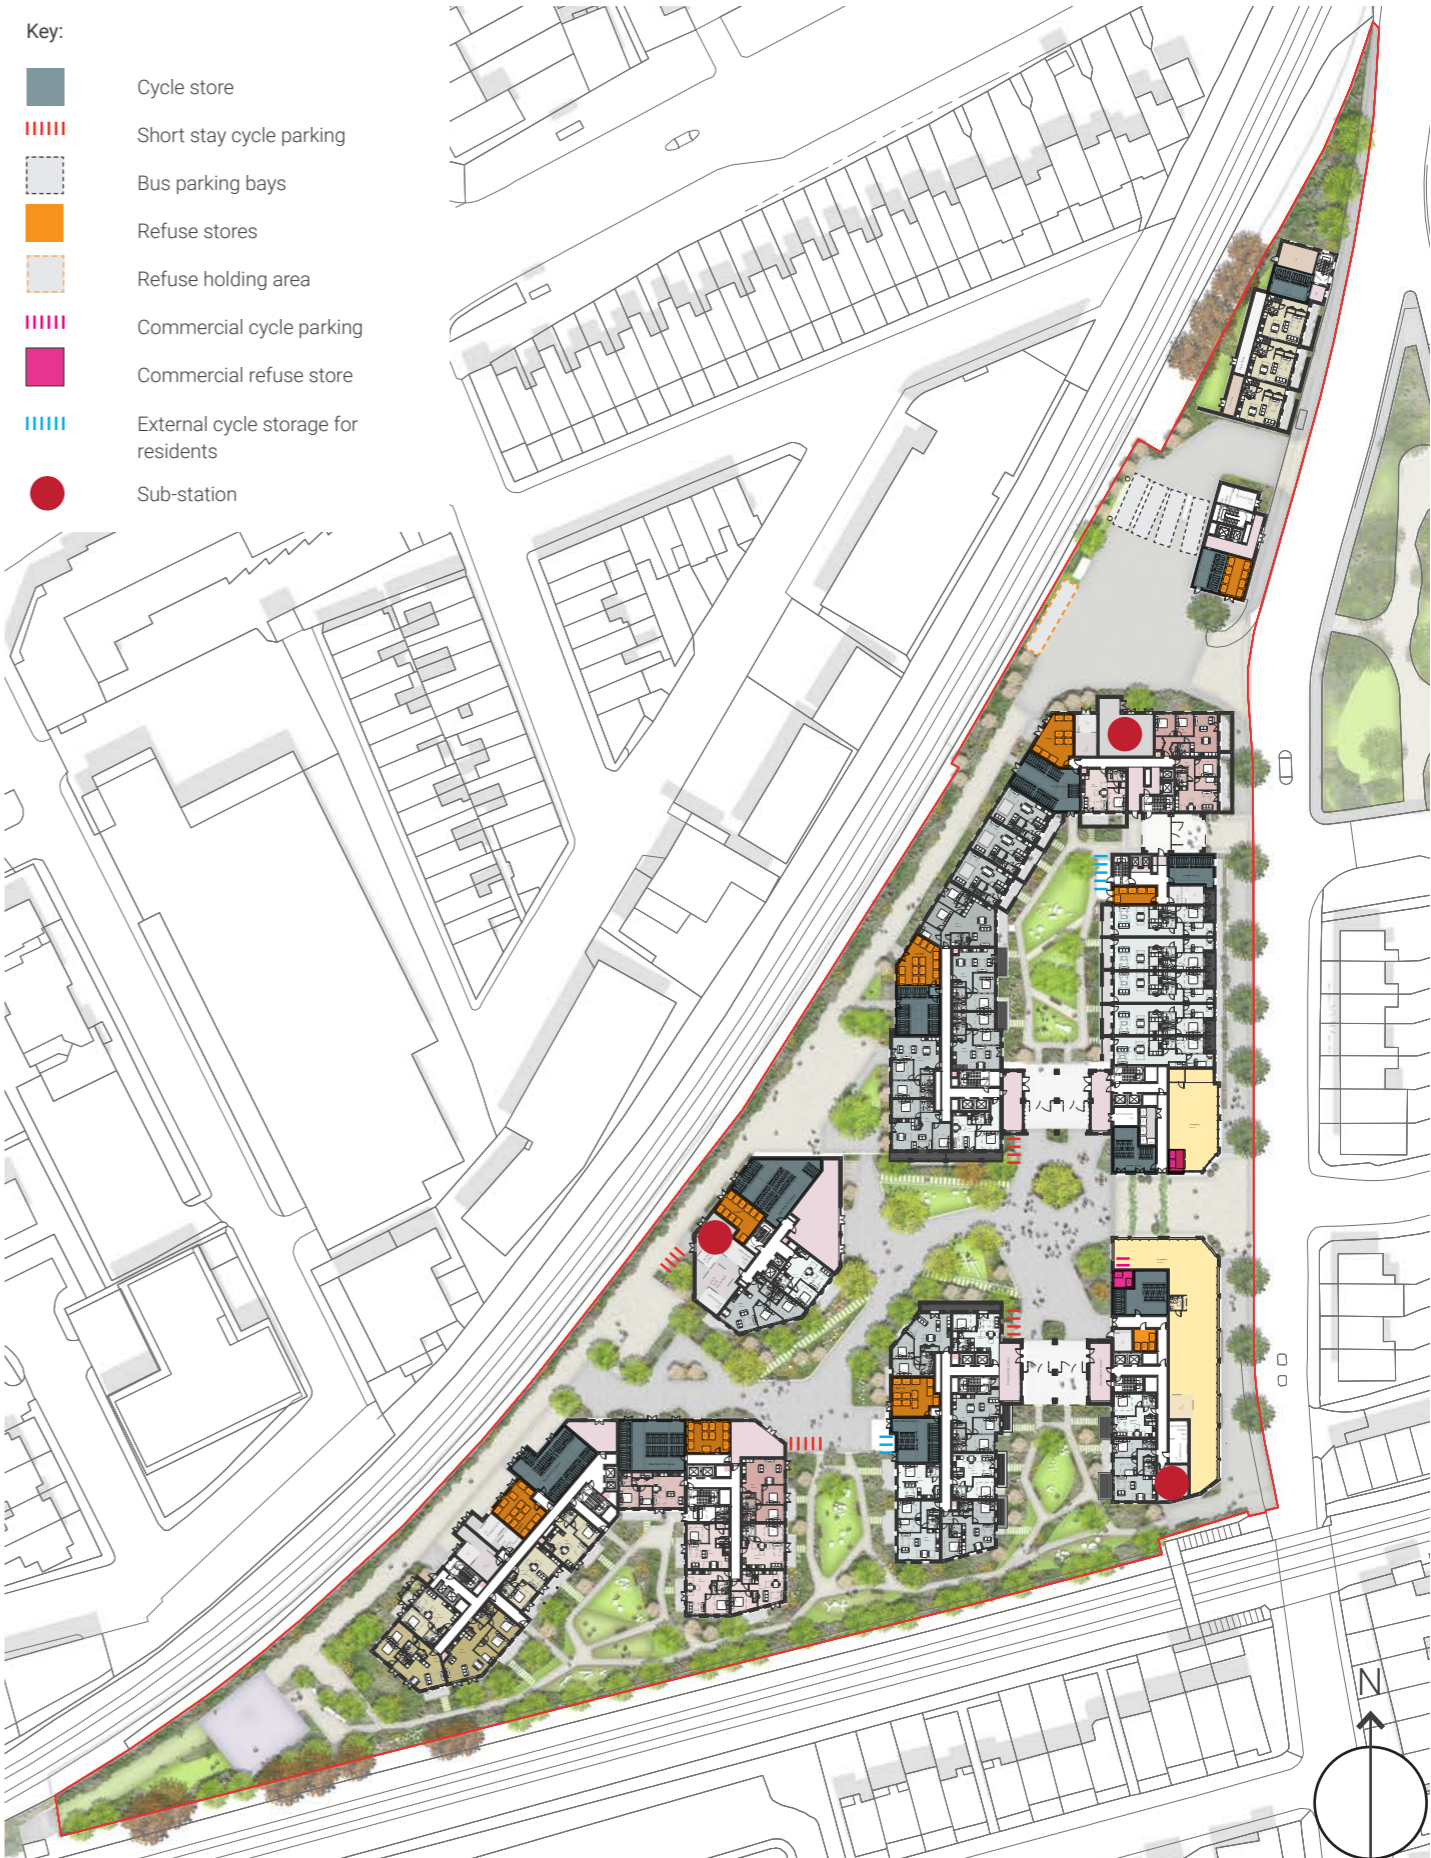 Key:
Cycle store
Short stay cycle parking
Bus parking bays
Refuse stores
Refuse holding area
Commercial cycle parking
Commercial refuse store
External cycle storage for
residents
Sub-station
N